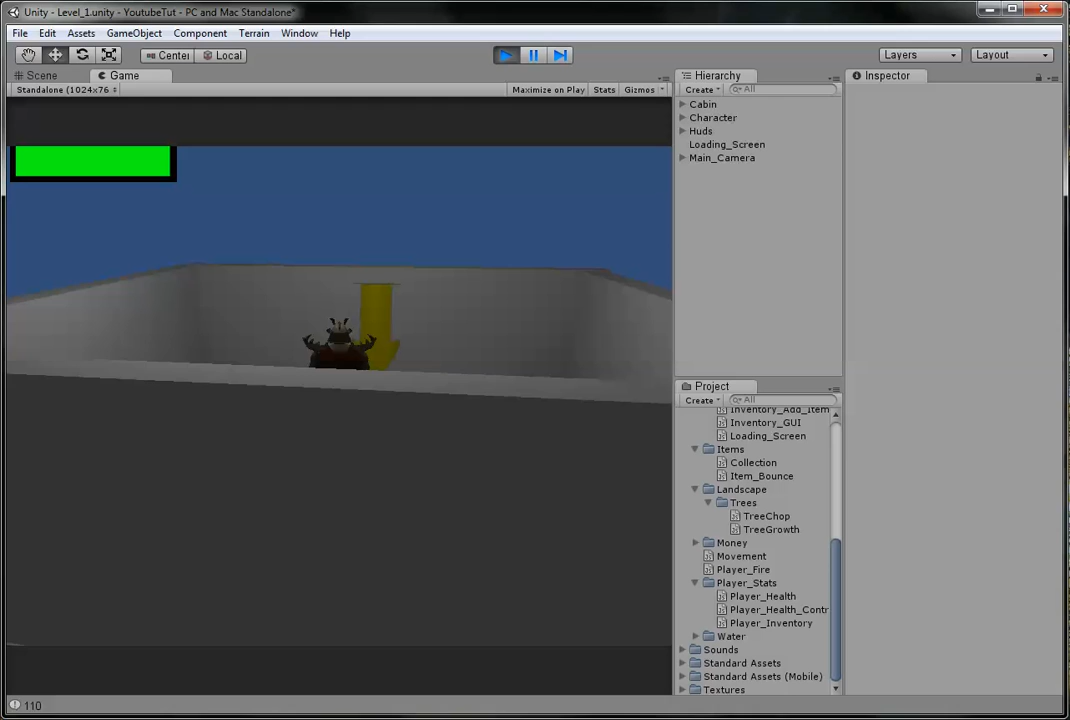 Unity - Level_1.unity - YoutubeTut - PC and Mac Standalone*
File Edit Assets GameObject Component Terrain Window Help
Center Local Layers Layout
Scene Game Hierarchy Inspector
Standalone (1024x76 Maximize on Play Stats Gizmos Create All
Cabin
Character
Huds
Loading_Screen
Main_Camera
Project
Create All
Inventory_Add_Item
Inventory_GUI
Loading_Screen
Items
Collection
Item_Bounce
Landscape
Trees
TreeChop
TreeGrowth
Money
Movement
Player_Fire
Player_Stats
Player_Health
Player_Health_Contr
Player_Inventory
Water
Sounds
Standard Assets
Standard Assets (Mobile)
Textures
110